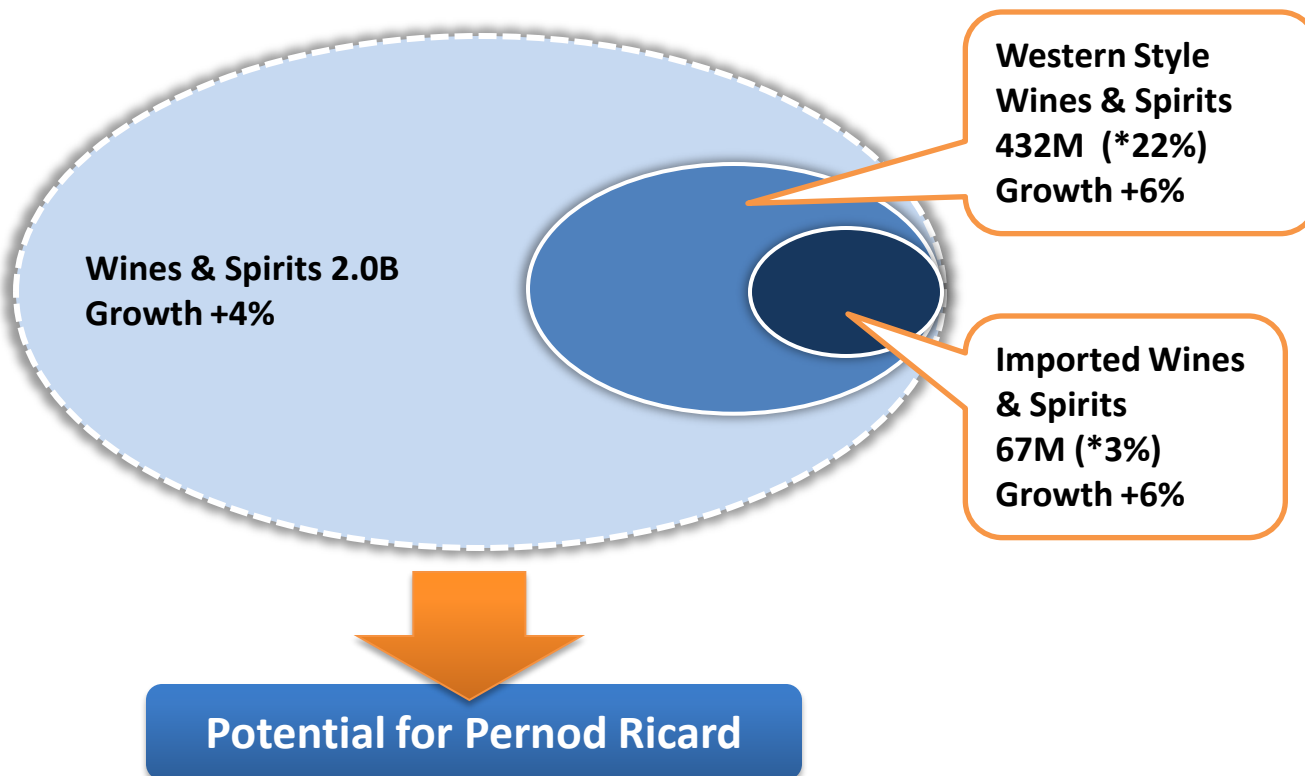 Western Style
Wines & Spirits
432M (*22%)
Growth +6%
Wines & Spirits 2.0B
Growth +4%
Imported Wines
& Spirits
67M (*3%)
Growth +6%
Potential for Pernod Ricard